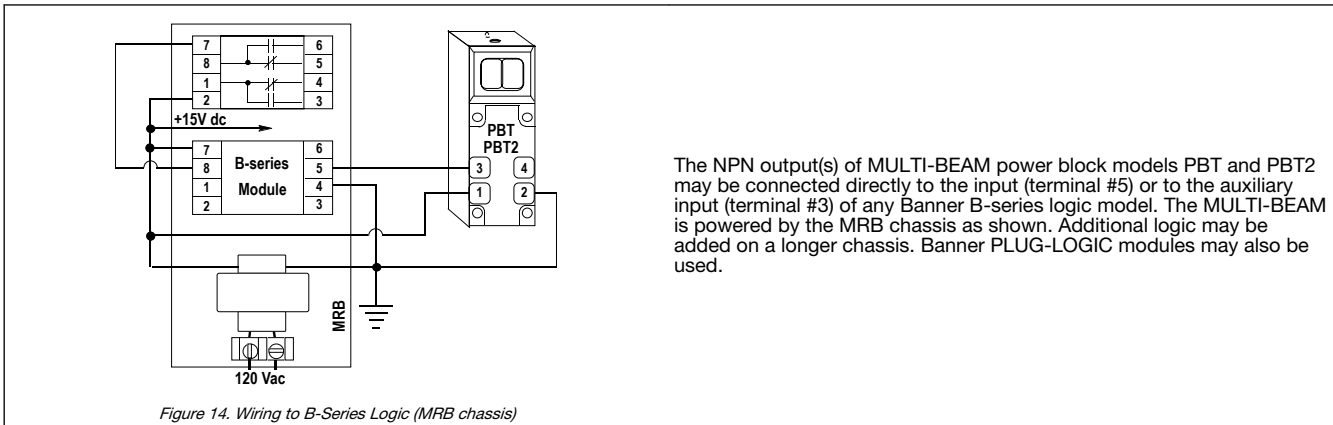 7 6
8 5
1 4
2 3
+15V dc
7 6
8 B-series 5
1 Module 4
2 3
PBT
PBT2
3 4
1 2
MRB
120 Vac
Figure 14. Wiring to B-Series Logic (MRB chassis)
The NPN output(s) of MULTI-BEAM power block models PBT and PBT2
may be connected directly to the input (terminal #5) or to the auxiliary
input (terminal #3) of any Banner B-series logic model. The MULTI-BEAM
is powered by the MRB chassis as shown. Additional logic may be
added on a longer chassis. Banner PLUG-LOGIC modules may also be
used.